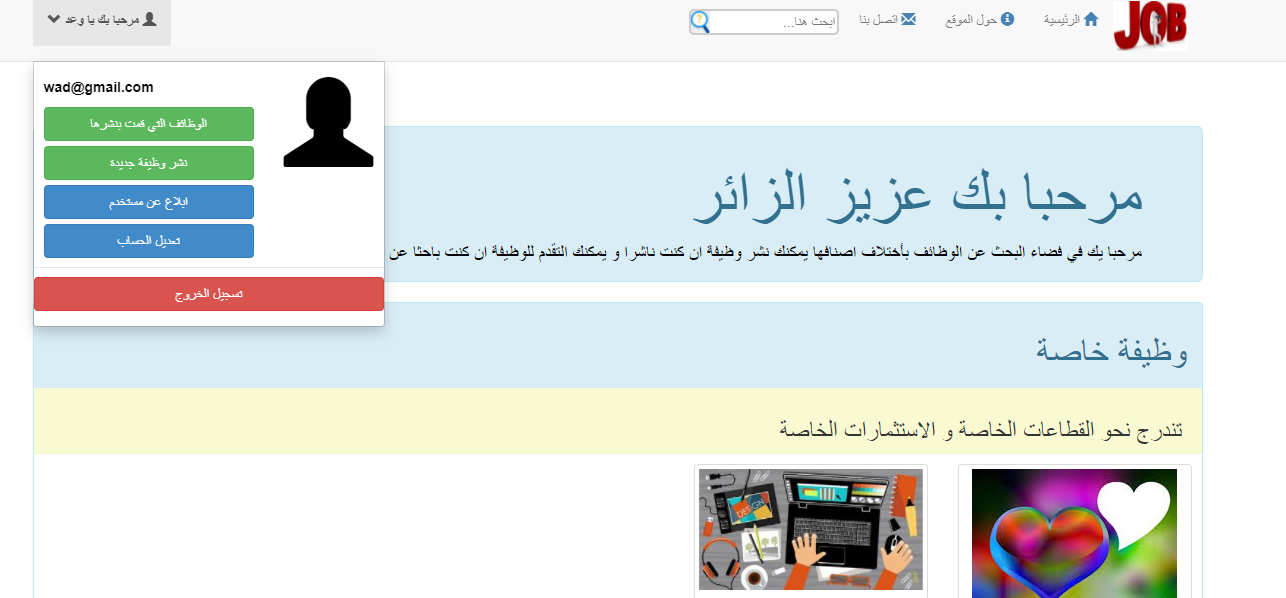 JOB
الرئيسية
حول الموقع
اتصل بنا
ابحث هنا...
مرحبا بك يا وعد
wad@gmail.com
الوظائف التي قمت بنشرها
نشر وظيفة جديدة
ابلاغ عن مستخدم
تعديل الحساب
تسجيل الخروج
مرحبا بك عزيز الزائر
مرحبا يك في فضاء البحث عن الوظائف بأختلاف اصنافها يمكنك نشر وظيفة ان كنت ناشرا و يمكنك التقدم للوظيفة ان كنت باحثا عن
وظيفة خاصة
تندرج نحو القطاعات الخاصة و الاستثمارات الخاصة
DESIGN